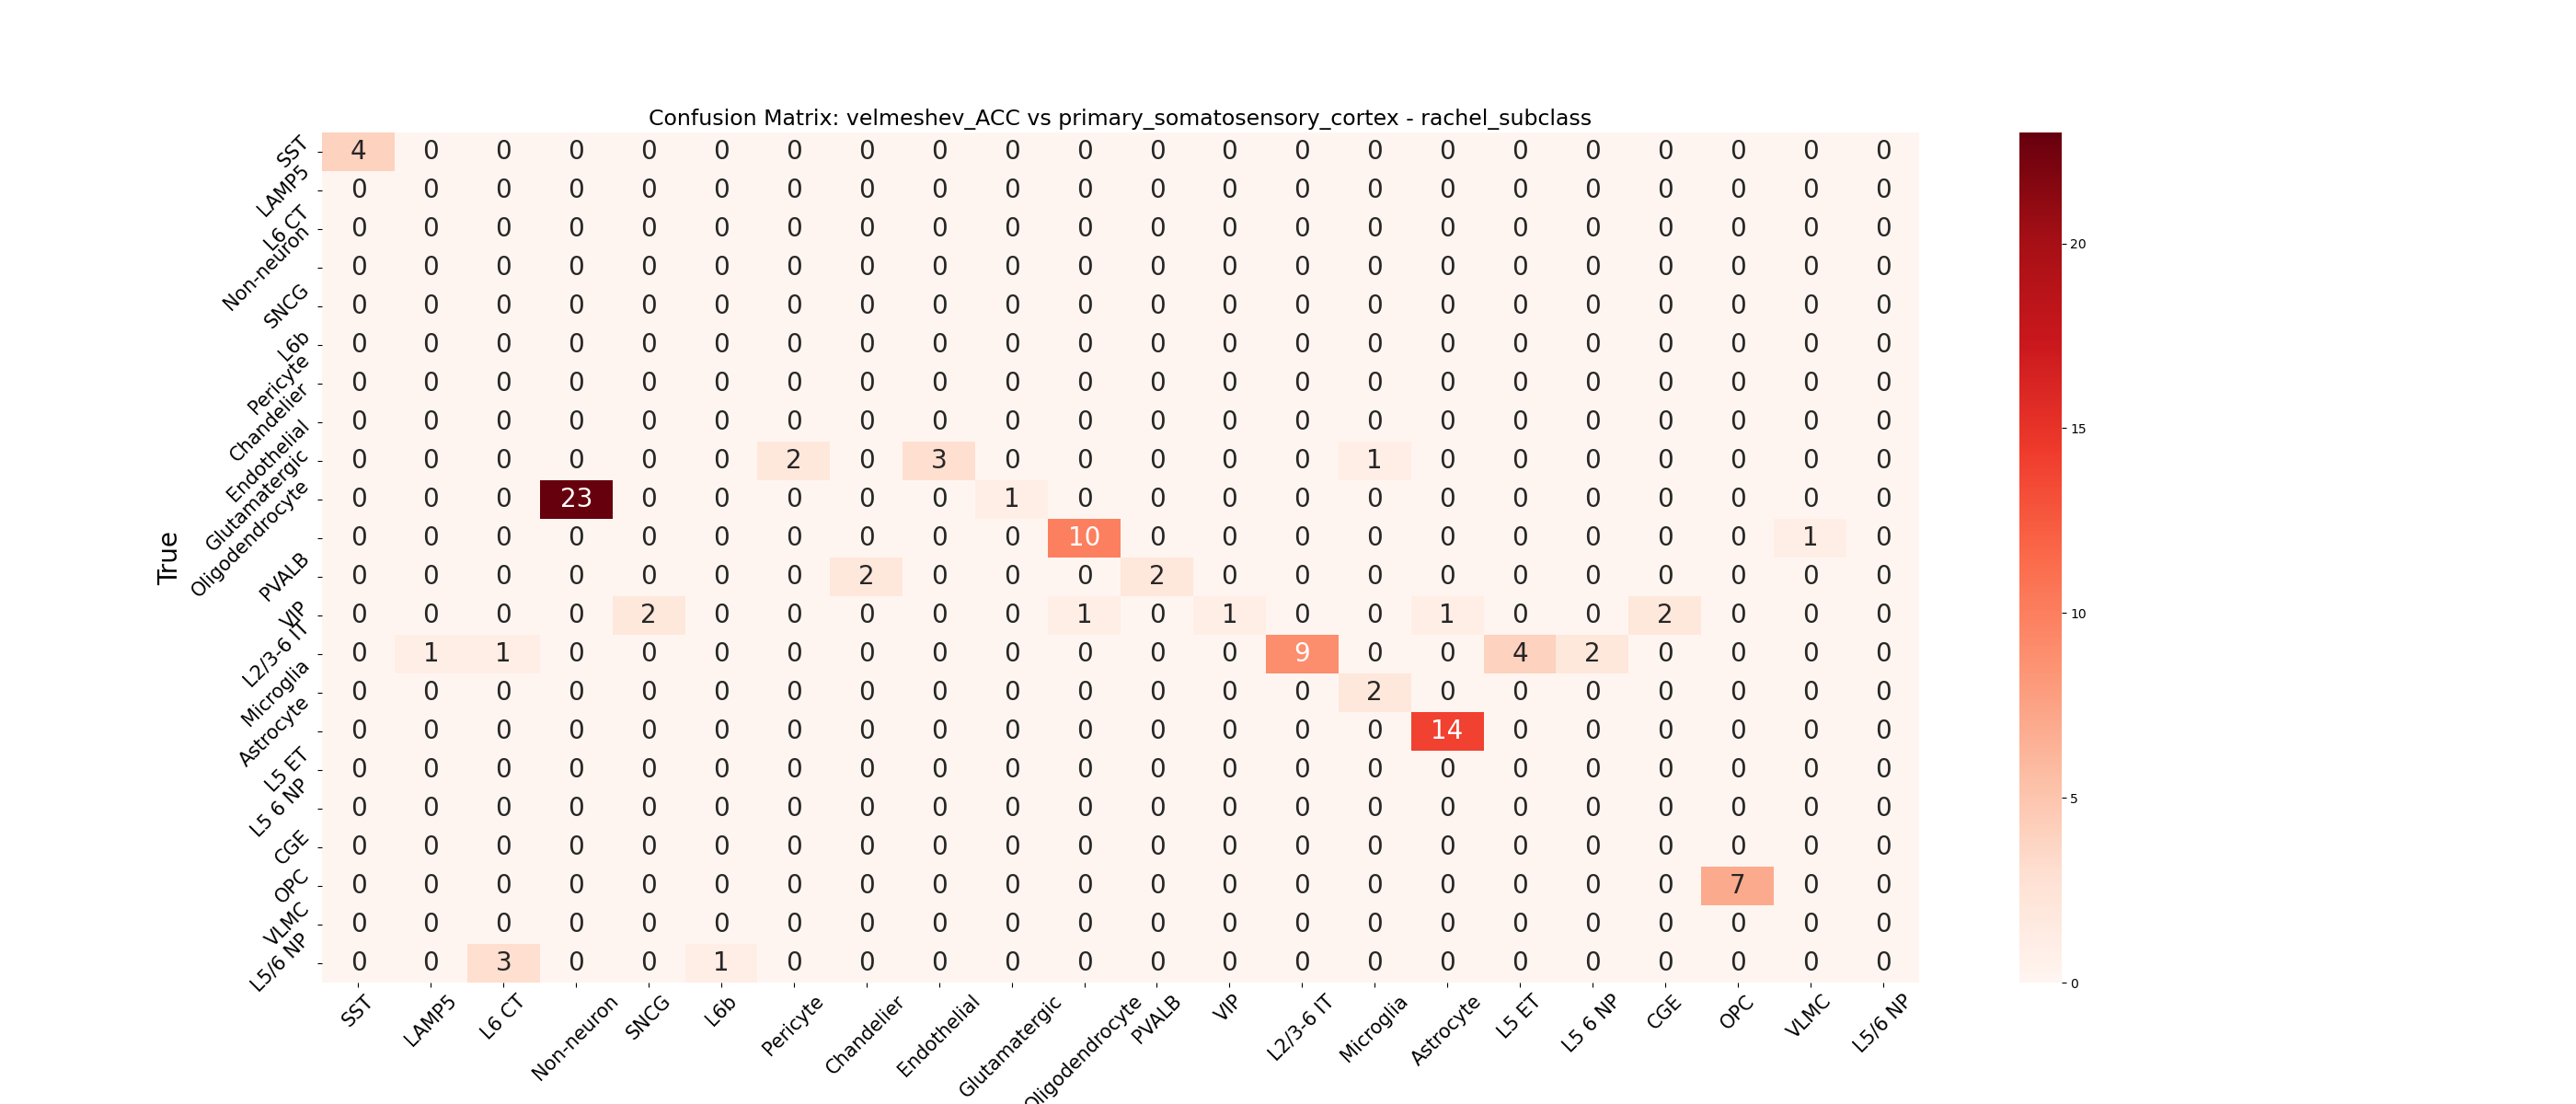 Confusion Matrix: velmeshev_ACC vs primary_somatosensory_cortex - rachel_subclass
True
SST 4 0 0 0 0 0 0 0 0 0 0 0 0 0 0 0 0 0 0 0 0 0
LAMP5 0 0 0 0 0 0 0 0 0 0 0 0 0 0 0 0 0 0 0 0 0 0
L6 CT 0 0 0 0 0 0 0 0 0 0 0 0 0 0 0 0 0 0 0 0 0 0
Non-neuron 0 0 0 0 0 0 0 0 0 0 0 0 0 0 0 0 0 0 0 0 0 0
SNCG 0 0 0 0 0 0 0 0 0 0 0 0 0 0 0 0 0 0 0 0 0 0
L6b 0 0 0 0 0 0 0 0 0 0 0 0 0 0 0 0 0 0 0 0 0 0
Pericyte 0 0 0 0 0 0 0 0 0 0 0 0 0 0 0 0 0 0 0 0 0 0
Chandelier 0 0 0 0 0 0 0 0 0 0 0 0 0 0 0 0 0 0 0 0 0 0
Endothelial 0 0 0 0 0 0 2 0 3 0 0 0 0 0 1 0 0 0 0 0 0 0
Glutamatergic 0 0 0 23 0 0 0 0 0 1 0 0 0 0 0 0 0 0 0 0 0 0
Oligodendrocyte 0 0 0 0 0 0 0 0 0 0 10 0 0 0 0 0 0 0 0 0 1 0
PVALB 0 0 0 0 0 0 0 2 0 0 0 2 0 0 0 0 0 0 0 0 0 0
VIP 0 0 0 0 2 0 0 0 0 0 1 0 1 0 0 1 0 0 2 0 0 0
L2/3-6 IT 0 1 1 0 0 0 0 0 0 0 0 0 0 9 0 0 4 2 0 0 0 0
Microglia 0 0 0 0 0 0 0 0 0 0 0 0 0 0 2 0 0 0 0 0 0 0
Astrocyte 0 0 0 0 0 0 0 0 0 0 0 0 0 0 0 14 0 0 0 0 0 0
L5 ET 0 0 0 0 0 0 0 0 0 0 0 0 0 0 0 0 0 0 0 0 0 0
L5 6 NP 0 0 0 0 0 0 0 0 0 0 0 0 0 0 0 0 0 0 0 0 0 0
CGE 0 0 0 0 0 0 0 0 0 0 0 0 0 0 0 0 0 0 0 0 0 0
OPC 0 0 0 0 0 0 0 0 0 0 0 0 0 0 0 0 0 0 0 7 0 0
VLMC 0 0 0 0 0 0 0 0 0 0 0 0 0 0 0 0 0 0 0 0 0 0
L5/6 NP 0 0 3 0 0 1 0 0 0 0 0 0 0 0 0 0 0 0 0 0 0 0
SST LAMP5 L6 CT Non-neuron SNCG L6b Pericyte Chandelier Endothelial Glutamatergic Oligodendrocyte PVALB VIP L2/3-6 IT Microglia Astrocyte L5 ET L5 6 NP CGE OPC VLMC L5/6 NP
20
15
10
5
0